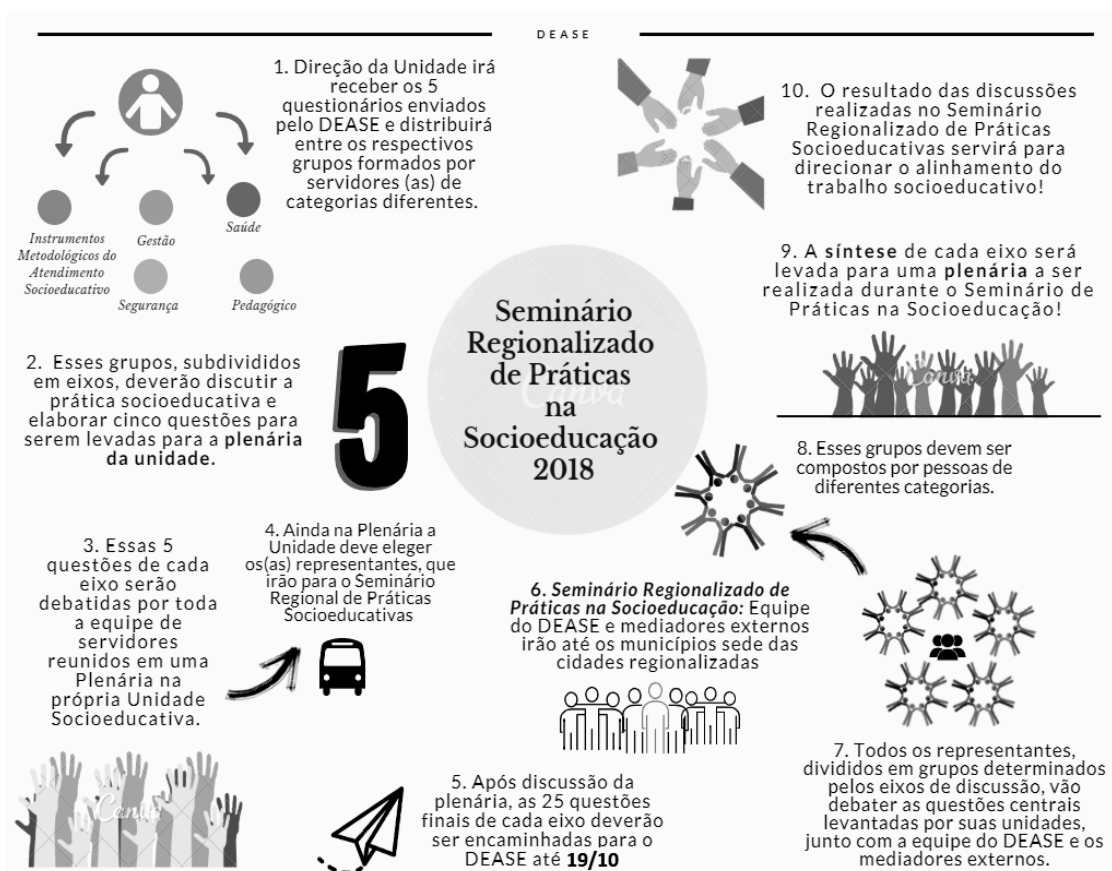 DEASE
1. Direção da Unidade irá
receber os 5
questionários enviados
pelo DEASE e distribuirá
entre os respectivos
grupos formados por
servidores (as) de
categorias diferentes.
Instrumentos
Metodológicos do
Atendimento
Socioeducativo
Gestão
Saúde
Segurança
Pedagógico
2. Esses grupos, subdivididos
em eixos, deverão discutir a
prática socioeducativa e
elaborar cinco questões para
serem levadas para a plenária
da unidade.
5
Seminário
Regionalizado
de Práticas
na
Socioeducação
2018
Canva
3. Essas 5
questões de cada
eixo serão
debatidas por toda
a equipe de
servidores
reunidos em uma
Plenária na
própria Unidade
Socioeducativa.
Canva
4. Ainda na Plenária a
Unidade deve eleger
os(as) representantes, que
irão para o Seminário
Regional de Práticas
Socioeducativas
5. Após discussão da
plenária, as 25 questões
finais de cada eixo deverão
ser encaminhadas para o
DEASE até 19/10
6. Seminário Regionalizado de
Práticas na Socioeducação: Equipe
do DEASE e mediadores externos
irão até os municípios sede das
cidades regionalizadas
7. Todos os representantes,
divididos em grupos determinados
pelos eixos de discussão, vão
debater as questões centrais
levantadas por suas unidades,
junto com a equipe do DEASE e os
mediadores externos.
8. Esses grupos devem ser
compostos por pessoas de
diferentes categorias.
9. A síntese de cada eixo será
levada para uma plenária a ser
realizada durante o Seminário de
Práticas na Socioeducação!
Canva
10. O resultado das discussões
realizadas no Seminário
Regionalizado de Práticas
Socioeducativas servirá para
direcionar o alinhamento do
trabalho socioeducativo!